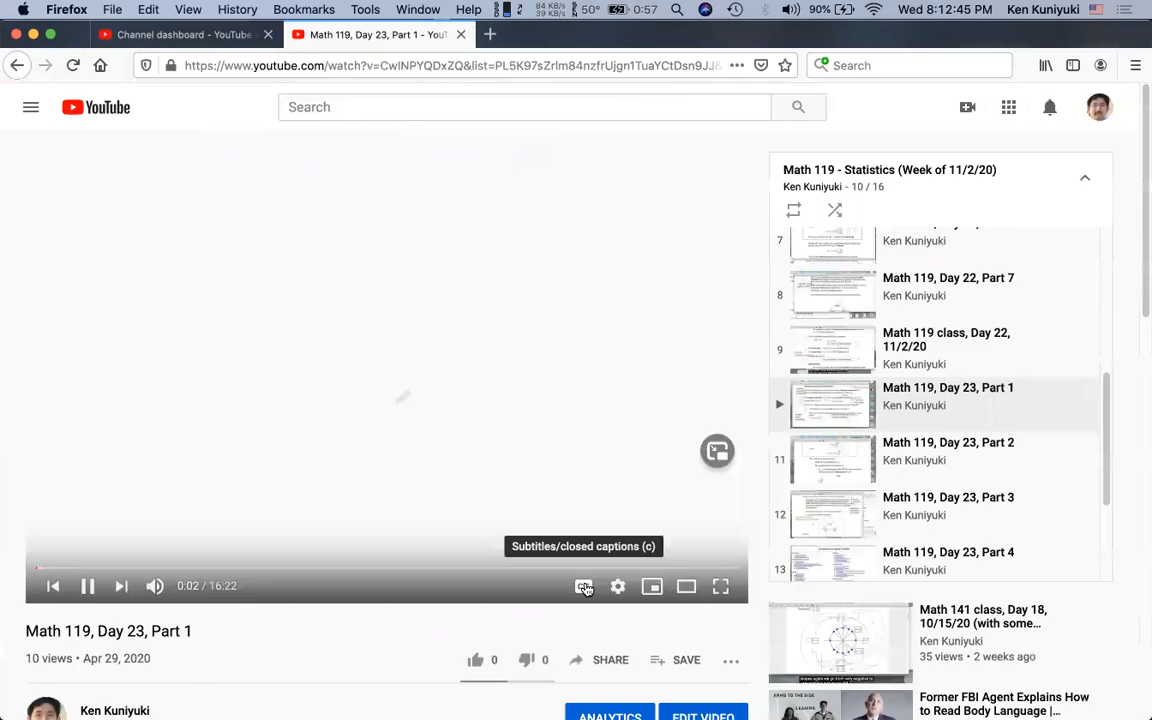 Firefox File Edit View History Bookmarks Tools Window Help 84 KB/s 39 KB/s 50° 0:57 90% Wed 8:12:45 PM Ken Kuniyuki
Channel dashboard - YouTube
Math 119, Day 23, Part 1 - YouT
https://www.youtube.com/watch?v=CwlNPYQDxZQ&list=PL5K97sZrlm84nzfrUjgn1TuaYCtDsn9JJ&
Search
YouTube
Search
Math 119 - Statistics (Week of 11/2/20)
Ken Kuniyuki - 10 / 16
7
Ken Kuniyuki
8
Math 119, Day 22, Part 7
Ken Kuniyuki
9
Math 119 class, Day 22,
11/2/20
Ken Kuniyuki
Math 119, Day 23, Part 1
Ken Kuniyuki
11
Math 119, Day 23, Part 2
Ken Kuniyuki
12
Math 119, Day 23, Part 3
Ken Kuniyuki
13
Math 119, Day 23, Part 4
Ken Kuniyuki
Subtitles/closed captions (c)
0:02 / 16:22
Math 119, Day 23, Part 1
10 views • Apr 29, 2020
0
0
SHARE
SAVE
Ken Kuniyuki
ANALYTICS
EDIT VIDEO
Math 141 class, Day 18,
10/15/20 (with some...
Ken Kuniyuki
35 views • 2 weeks ago
Former FBI Agent Explains How
to Read Body Language |...